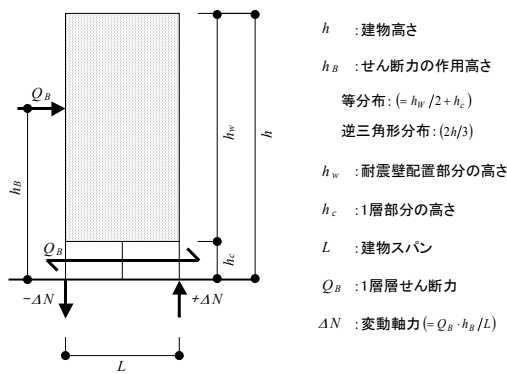 Q_B
h_B
Q_B
−ΔN
+ΔN
L
h_w
h_c
h
h :建物高さ
h_B :せん断力の作用高さ
等分布:(= h_W /2 + h_c)
逆三角形分布:(2h/3)
h_w :耐震壁配置部分の高さ
h_c :1層部分の高さ
L :建物スパン
Q_B :1層層せん断力
ΔN :変動軸力(= Q_B · h_B /L)